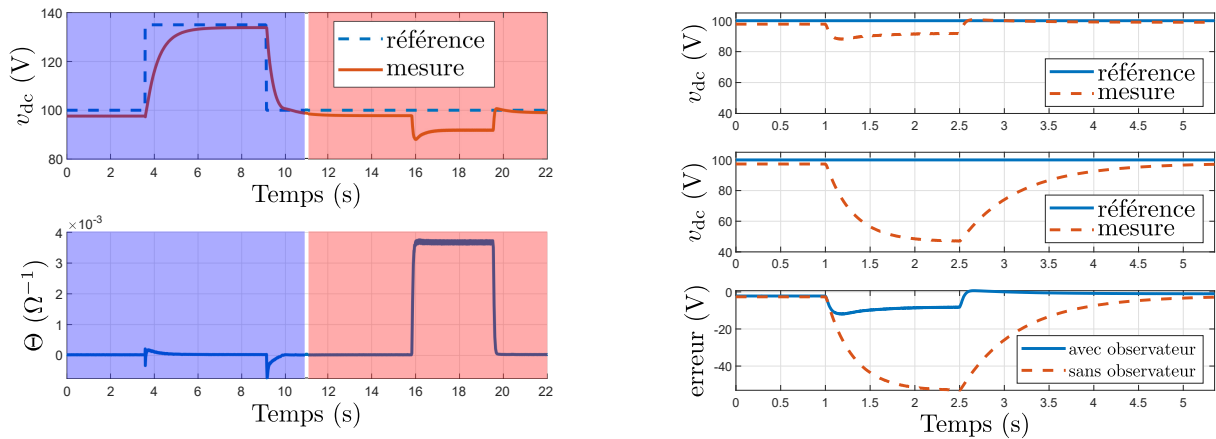 140
120
100
80
v_dc (V)
référence
mesure
0 2 4 6 8 10 12 14 16 18 20 22
Temps (s)
×10⁻³
4
3
2
1
0
Θ (Ω⁻¹)
0 2 4 6 8 10 12 14 16 18 20 22
Temps (s)
100
80
60
40
v_dc (V)
référence
mesure
0 0.5 1 1.5 2 2.5 3 3.5 4 4.5 5
100
80
60
40
v_dc (V)
référence
mesure
0 0.5 1 1.5 2 2.5 3 3.5 4 4.5 5
0
-20
-40
erreur (V)
avec observateur
sans observateur
0 0.5 1 1.5 2 2.5 3 3.5 4 4.5 5
Temps (s)